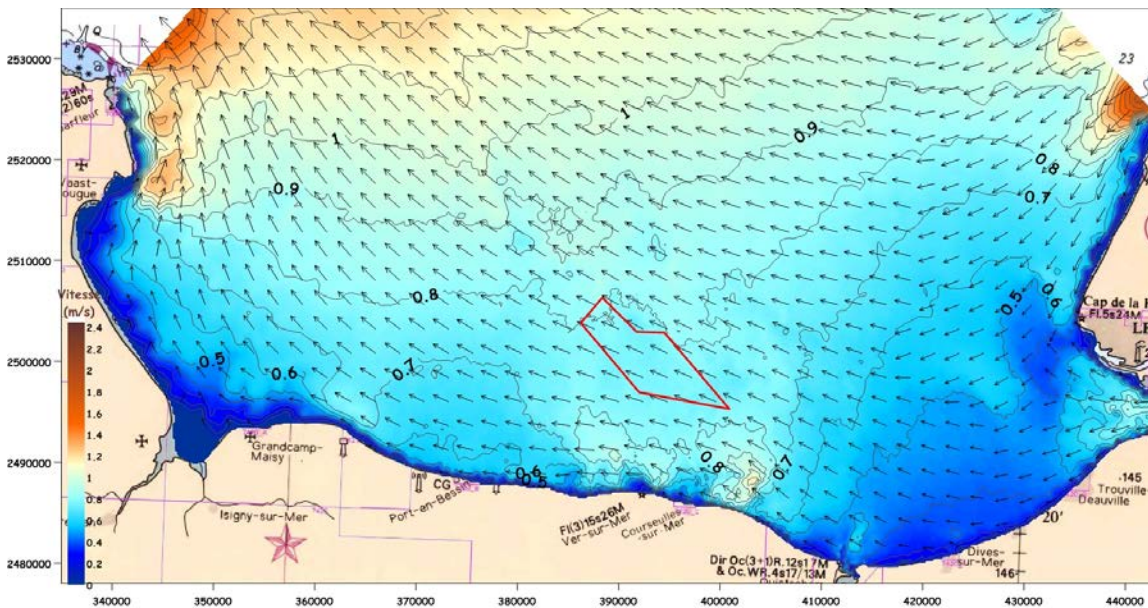 2530000
2520000
2510000
2500000
2490000
2480000
23
1
1
0.9
0.8
0.7
0.9
0.8
0.5
0.6
0.7
0.5
0.6
0.6
0.8
0.7
2)60s
Vitesse
(m/s)
2.4
2.2
2
1.8
1.6
1.4
1.2
1
0.8
0.6
0.4
0.2
0
Cap de la
Fl.5s24M
Grandcamp-
Maisy
Isigny-sur-Mer
CG
Port-en-Bessin
Fl(3)15s26M
Ver-sur-Mer
Courseulles
-sur-Mer
Dir Oc(3+1)R.12s17M
& Oc.WR.4s17/13M
Dives-
sur-Mer
146
20'
.145
Trouville
Deauville
340000
350000
360000
370000
380000
390000
400000
410000
420000
430000
440000